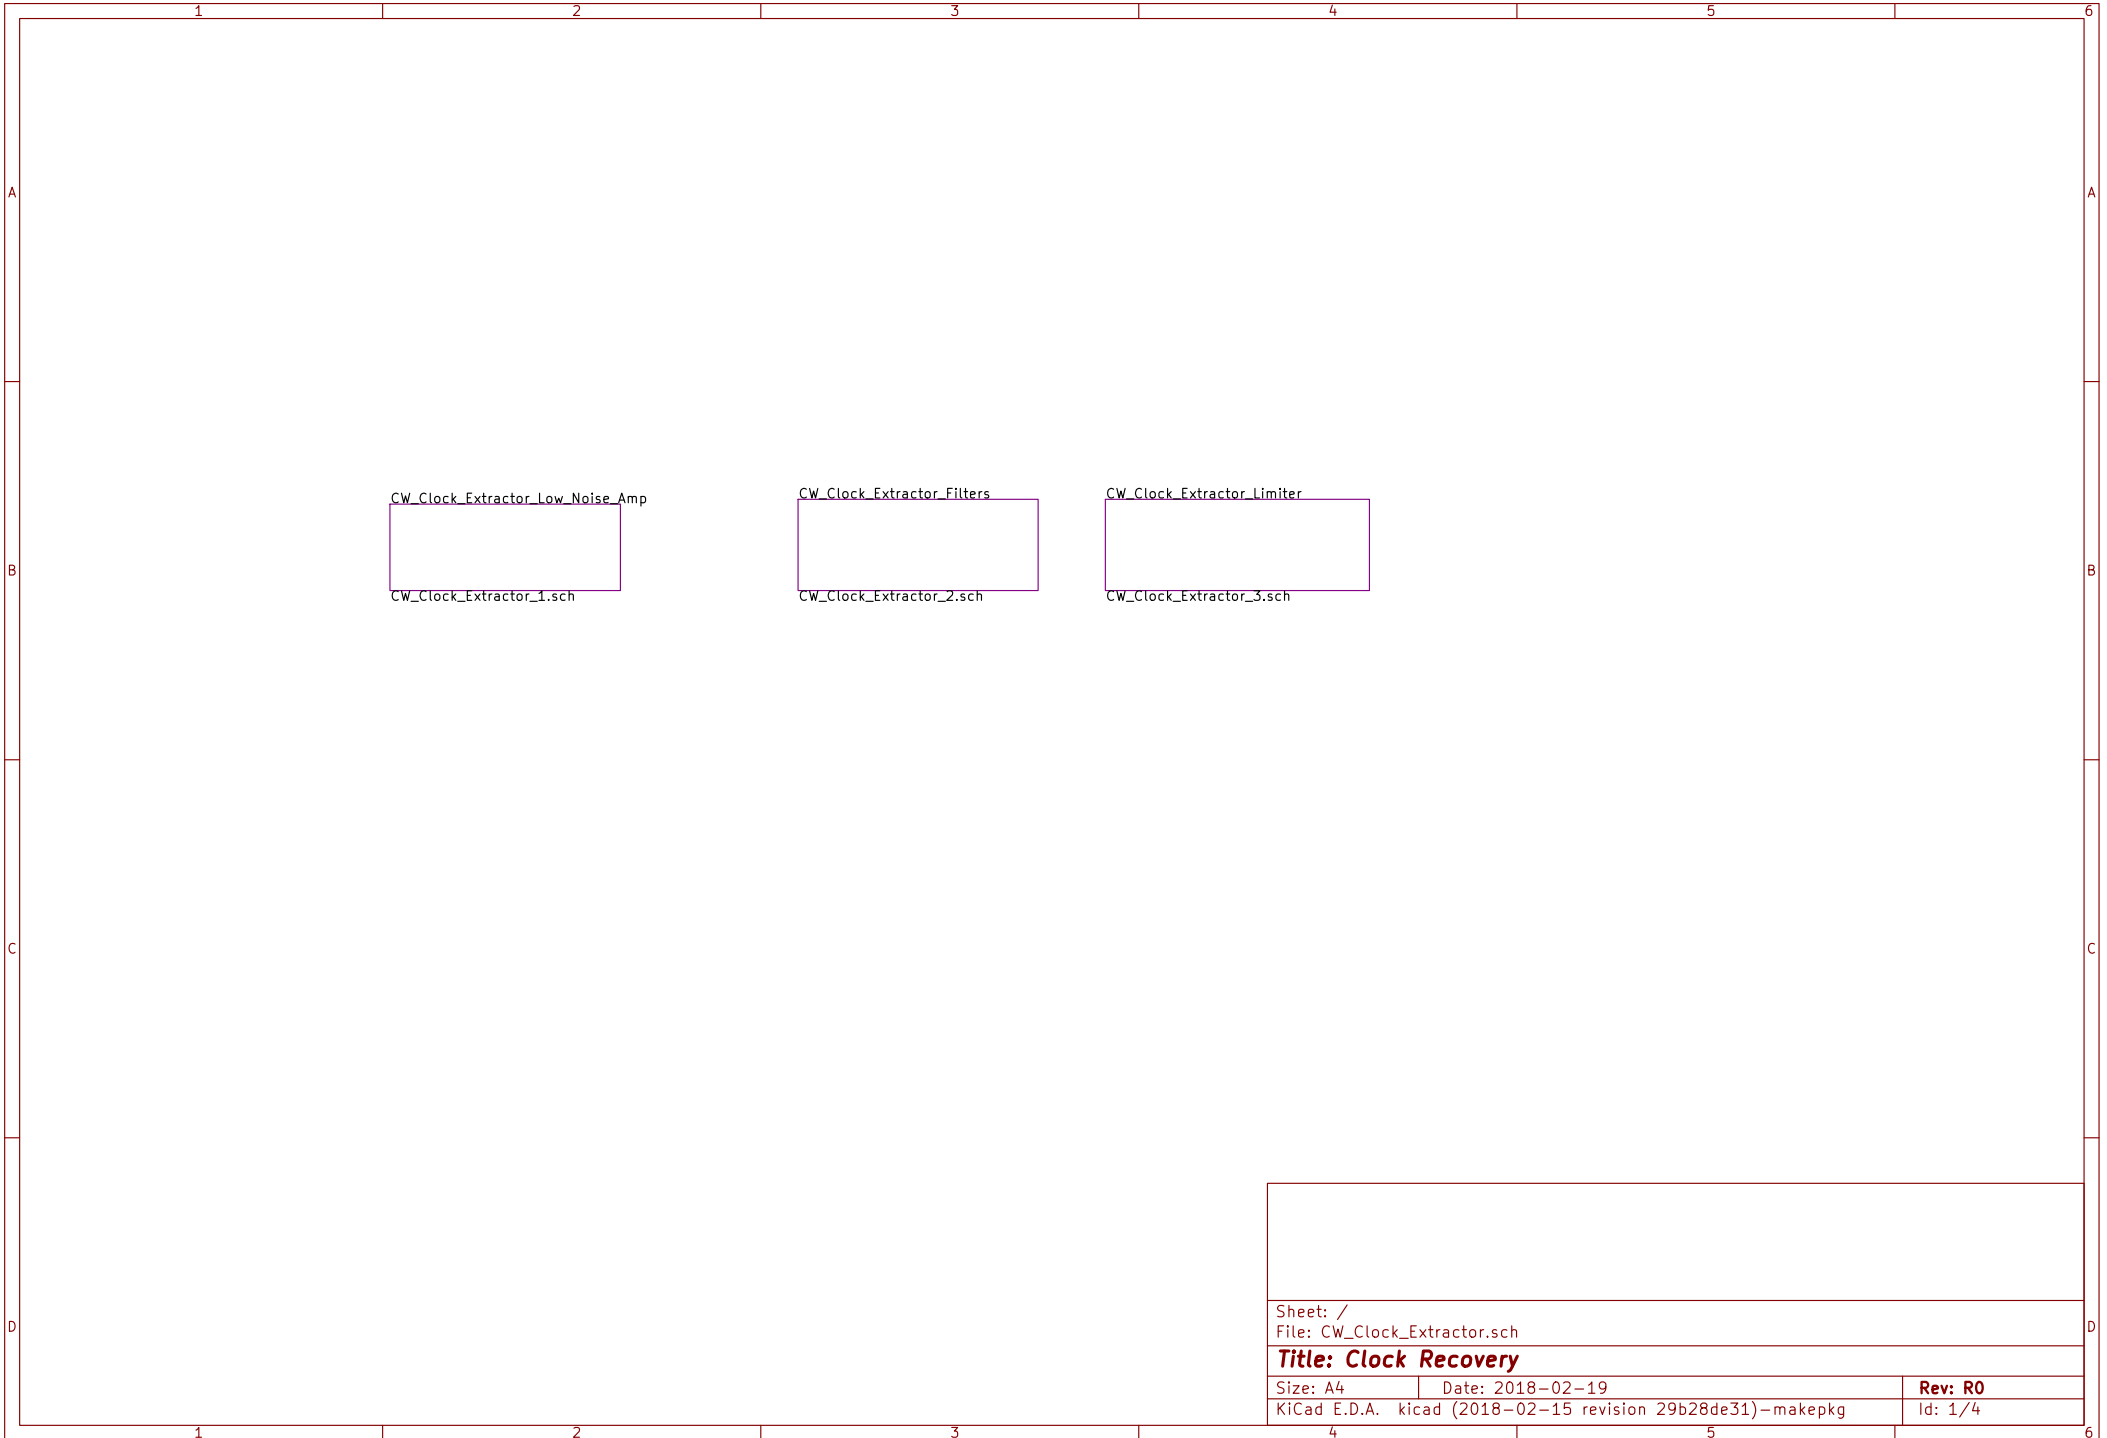 1 2 3 4 5 6
A A
CW_Clock_Extractor_Low_Noise_Amp CW_Clock_Extractor_Filters CW_Clock_Extractor_Limiter
B B
CW_Clock_Extractor_1.sch CW_Clock_Extractor_2.sch CW_Clock_Extractor_3.sch
C C
Sheet: /
D D
File: CW_Clock_Extractor.sch
Title: Clock Recovery
Size: A4 Date: 2018-02-19 Rev: R0
KiCad E.D.A. kicad (2018-02-15 revision 29b28de31)-makepkg Id: 1/4
1 2 3 4 5 6